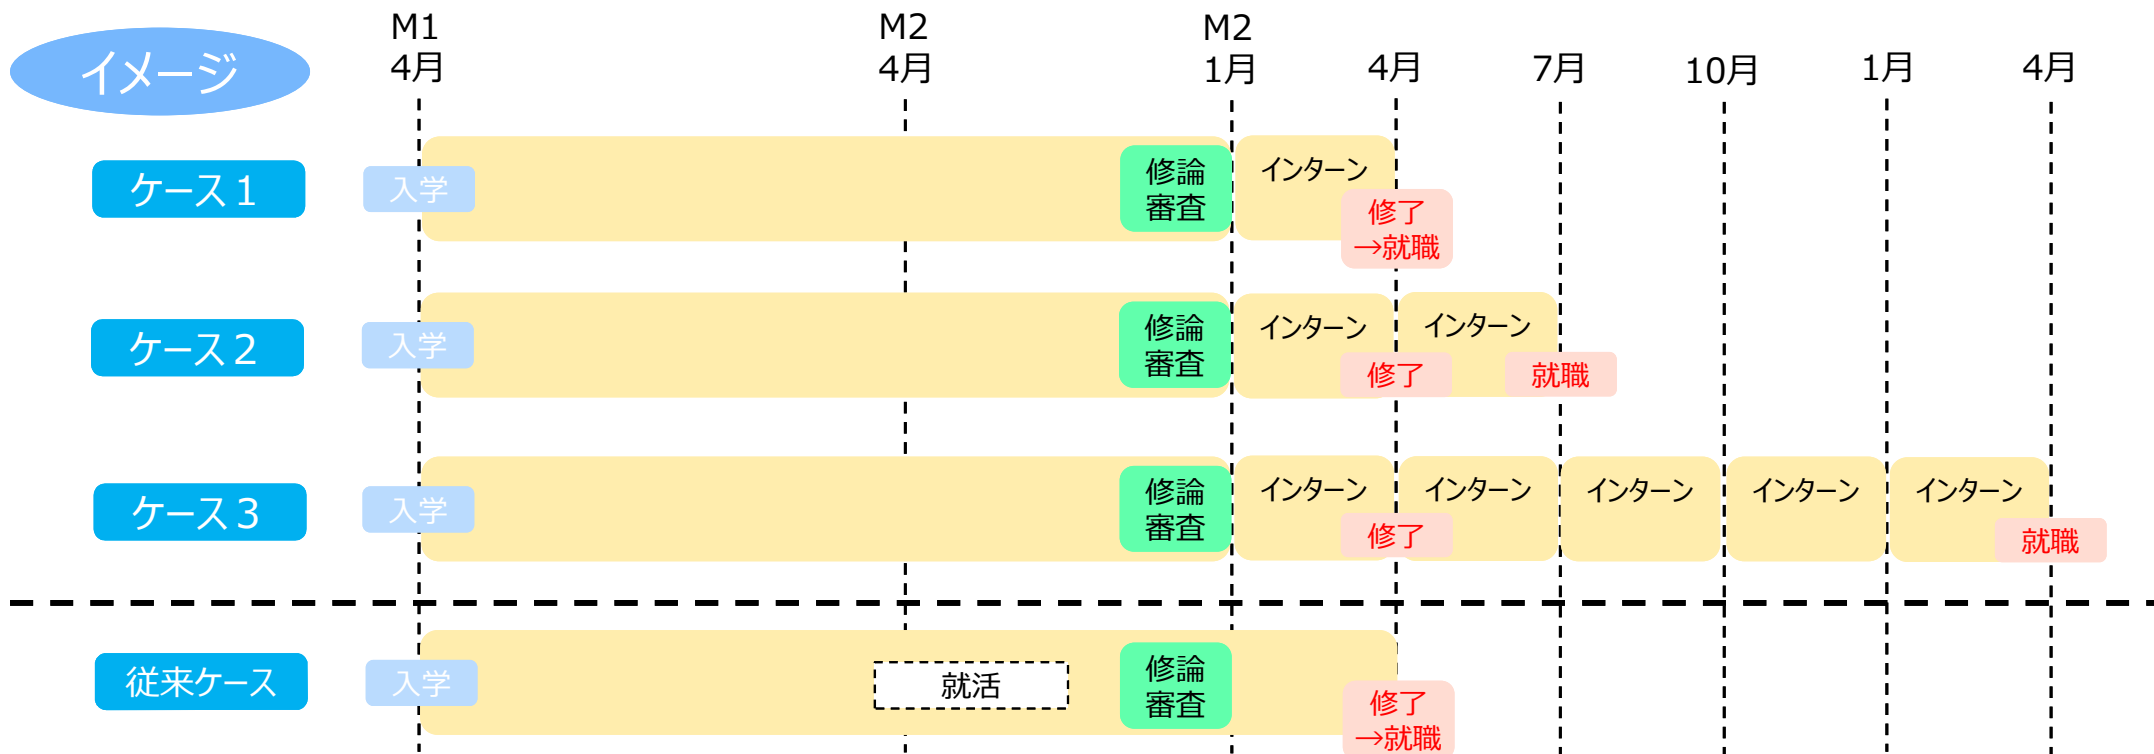 イメージ
M1
4月
M2
4月
M2
1月
4月
7月
10月
1月
4月
ケース1
入学
修論
審査
インターン
修了
→就職
ケース2
入学
修論
審査
インターン
修了
インターン
就職
ケース3
入学
修論
審査
インターン
修了
インターン
インターン
インターン
インターン
就職
従来ケース
入学
就活
修論
審査
修了
→就職